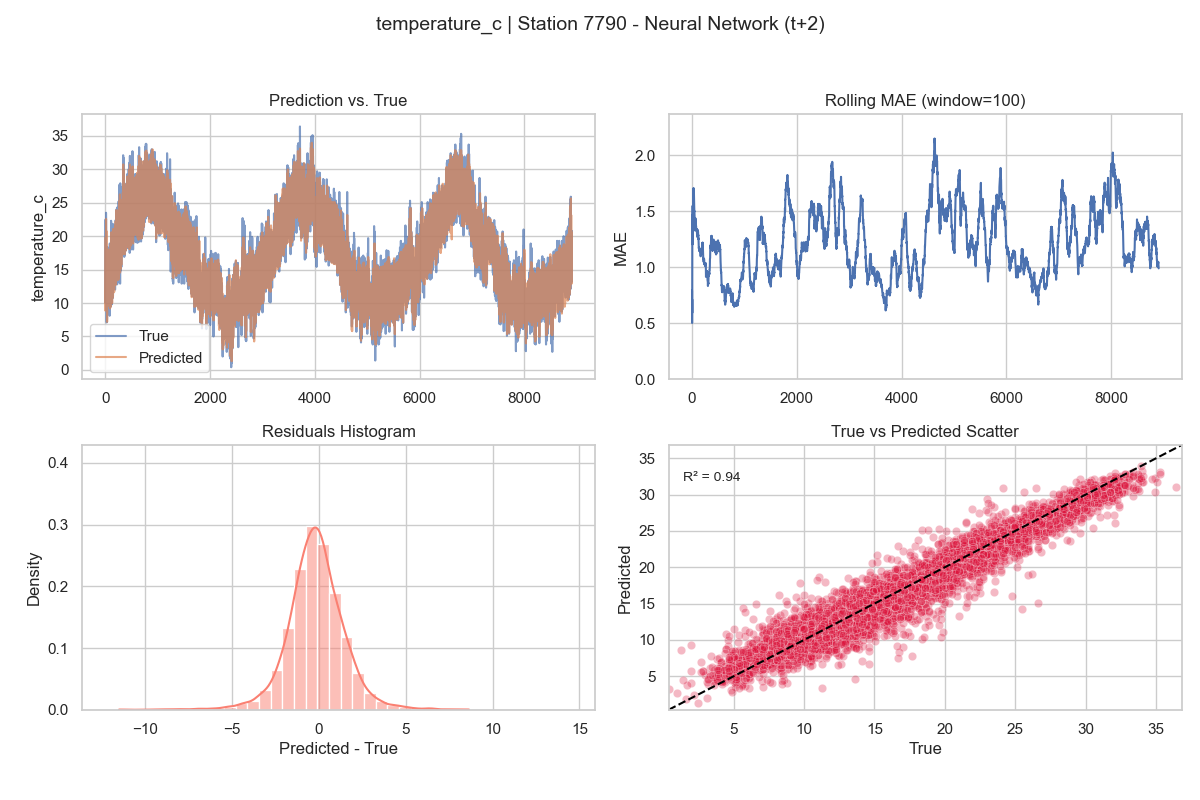 temperature_c | Station 7790 - Neural Network (t+2)
Prediction vs. True
temperature_c
35
30
25
20
15
10
5
0
True
Predicted
0 2000 4000 6000 8000
Rolling MAE (window=100)
MAE
2.0
1.5
1.0
0.5
0.0
0 2000 4000 6000 8000
Residuals Histogram
Density
0.4
0.3
0.2
0.1
0.0
−10 −5 0 5 10 15
Predicted - True
True vs Predicted Scatter
R² = 0.94
Predicted
35
30
25
20
15
10
5
5 10 15 20 25 30 35
True